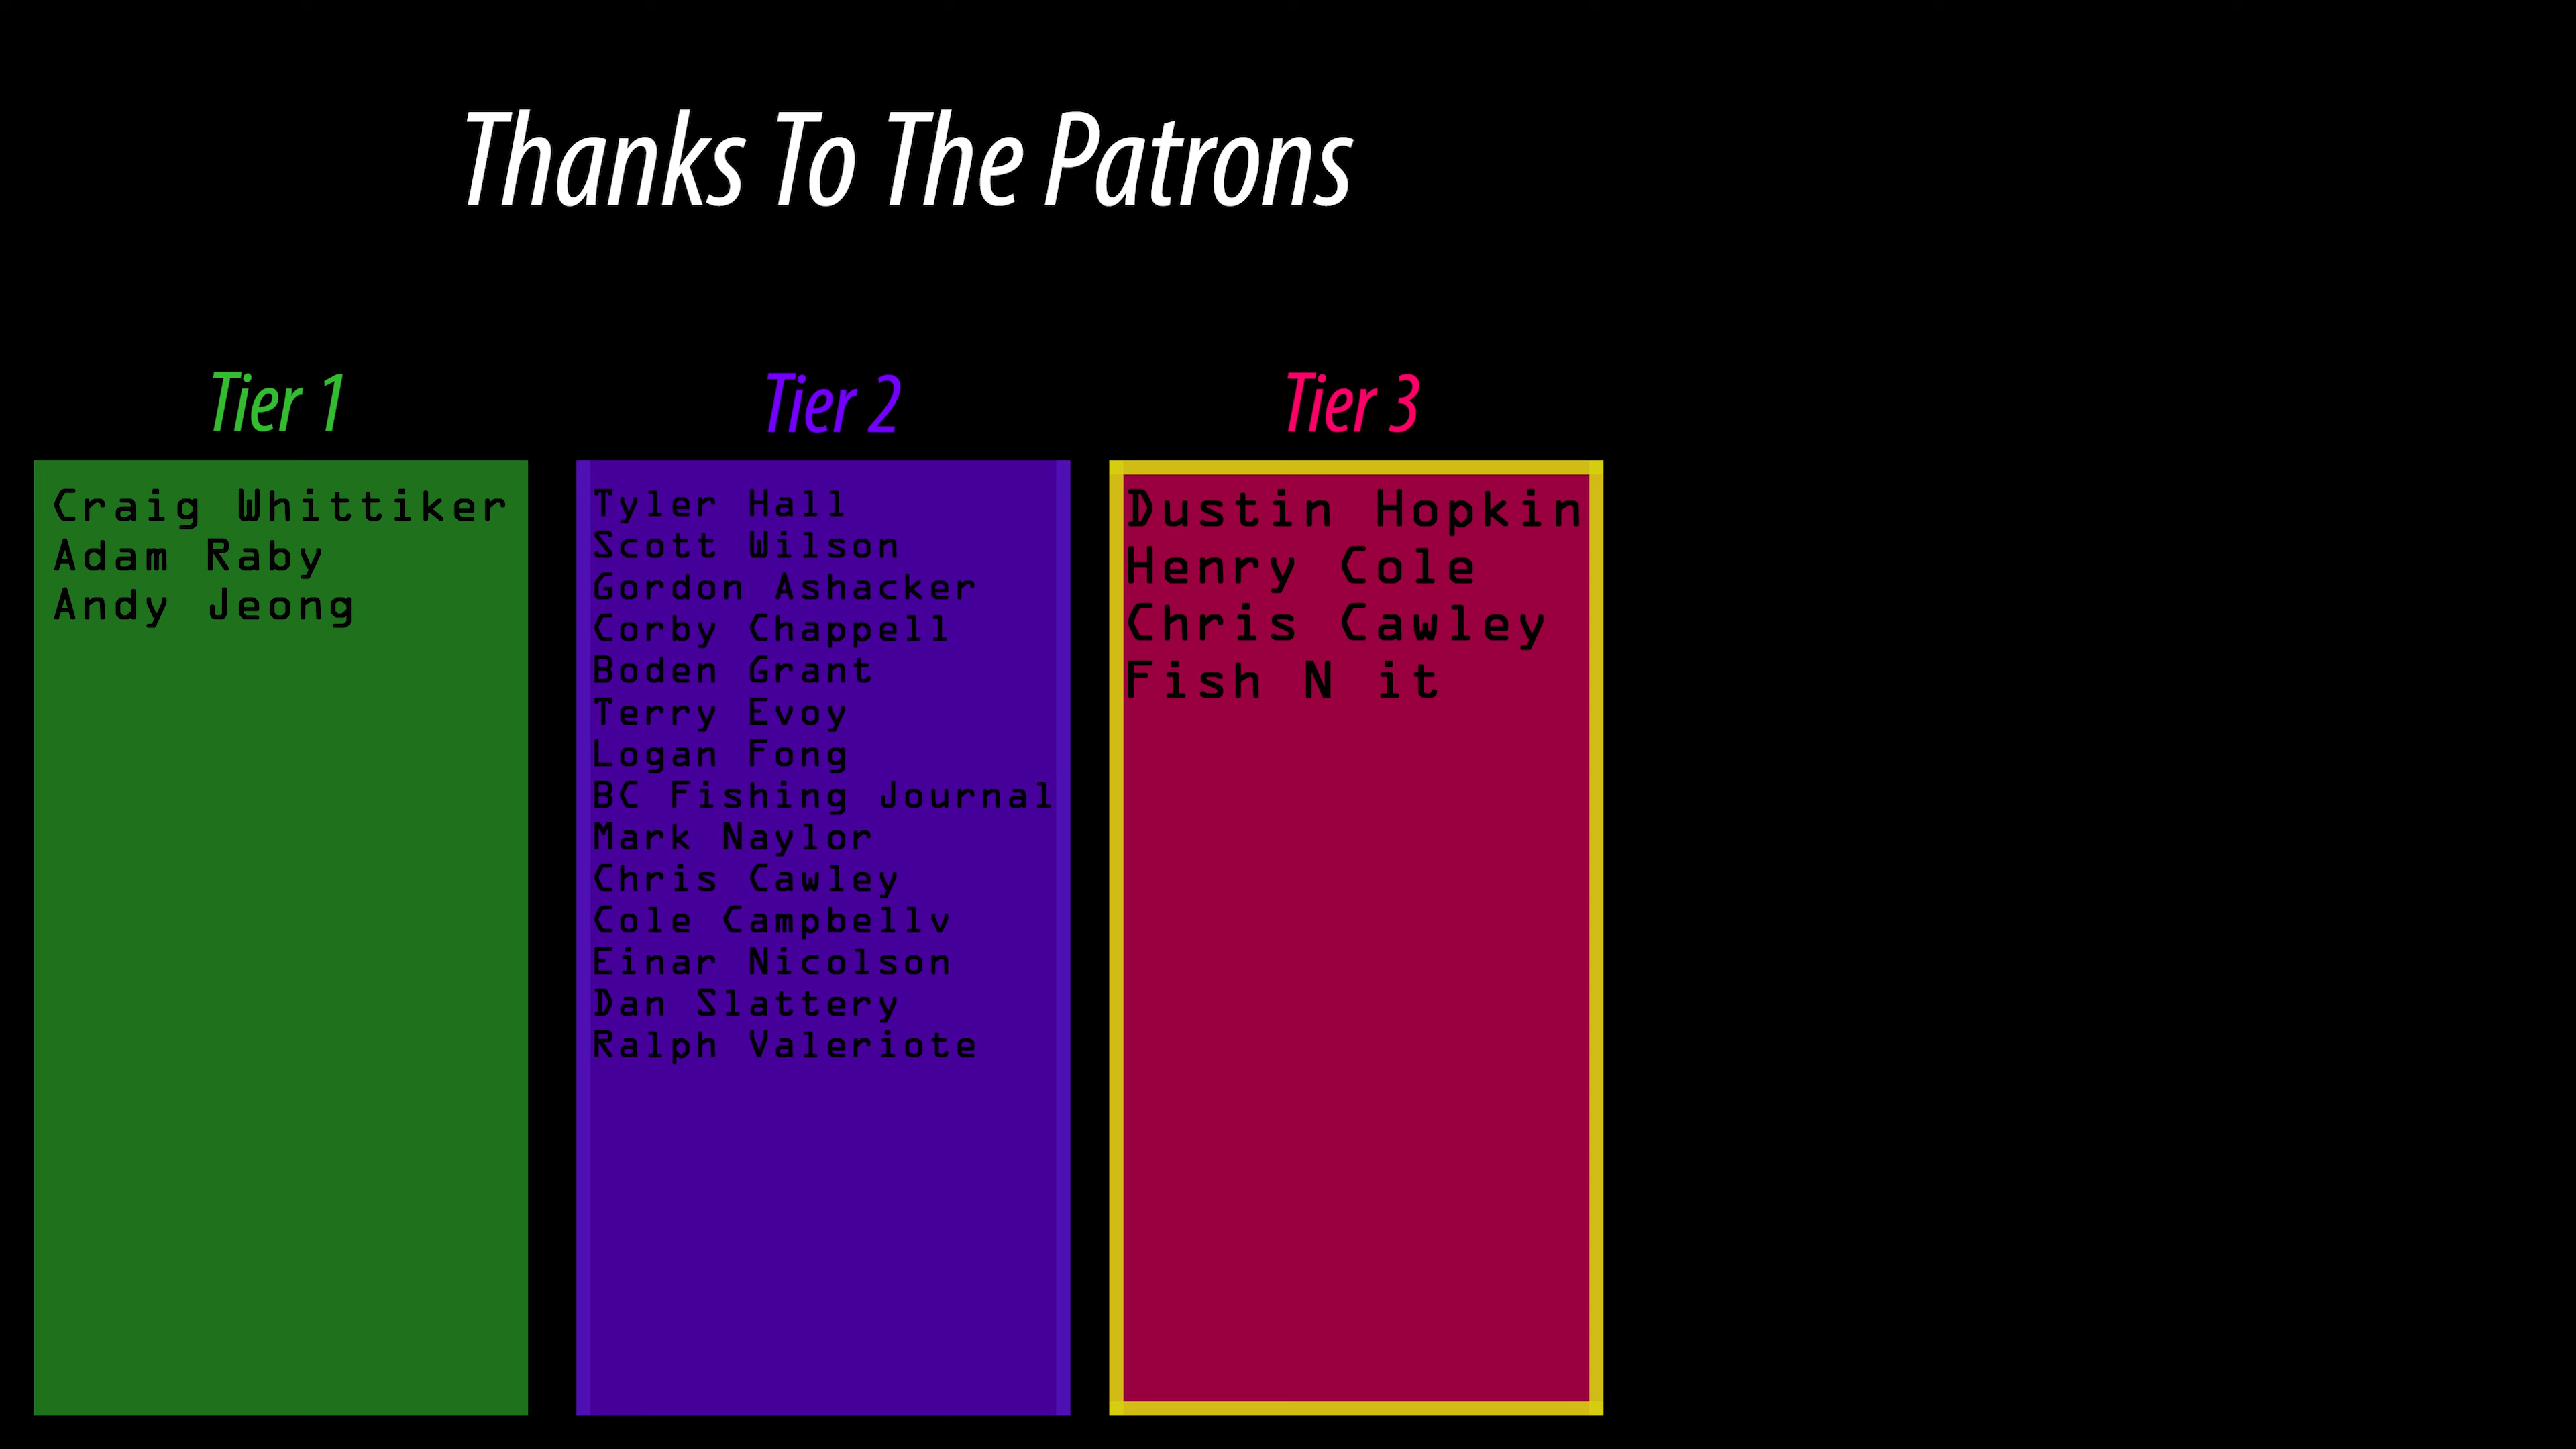 Thanks To The Patrons
Tier 1
Craig Whittiker
Adam Raby
Andy Jeong
Tier 2
Tyler Hall
Scott Wilson
Gordon Ashacker
Corby Chappell
Boden Grant
Terry Evoy
Logan Fong
BC Fishing Journal
Mark Naylor
Chris Cawley
Cole Campbellv
Einar Nicolson
Dan Slattery
Ralph Valeriote
Tier 3
Dustin Hopkin
Henry Cole
Chris Cawley
Fish N it